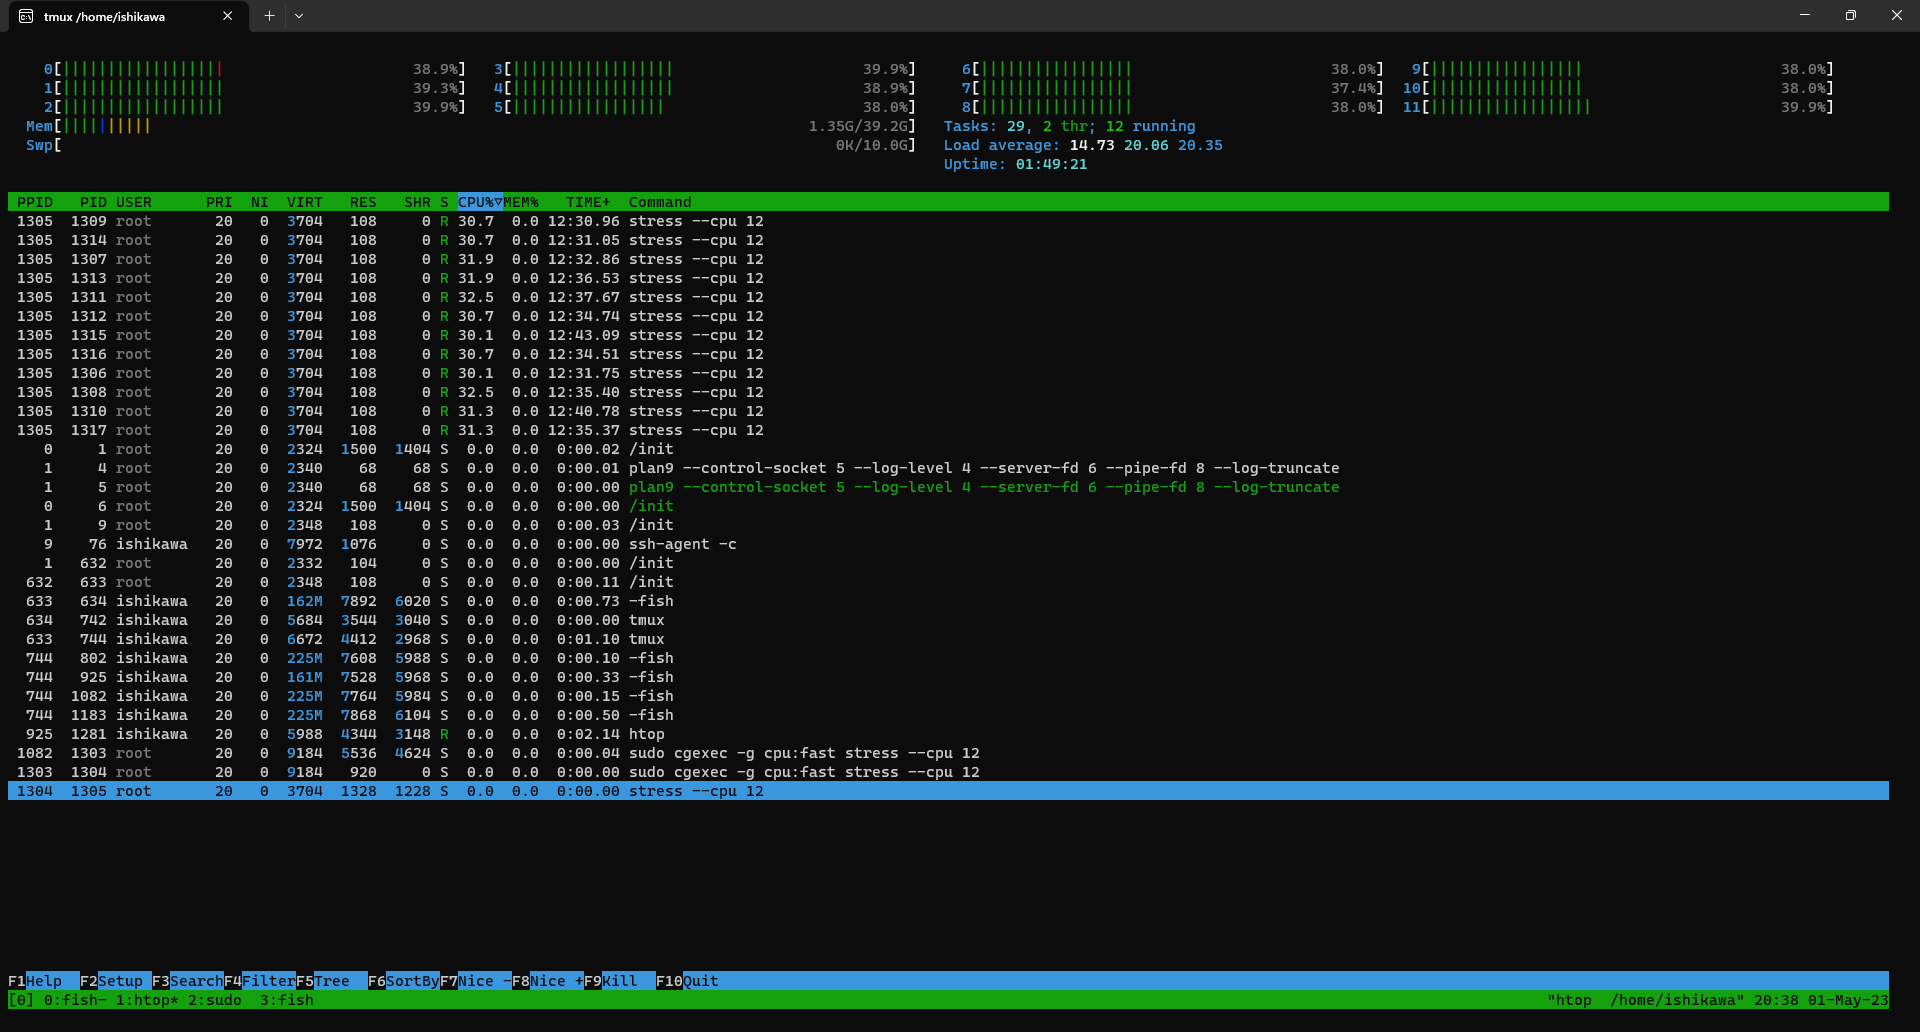 tmux /home/ishikawa
0[||||||||||||||||||38.9%] 3[||||||||||||||||||39.9%] 6[|||||||||||||||||38.0%] 9[|||||||||||||||||38.0%]
1[||||||||||||||||||39.3%] 4[||||||||||||||||||38.9%] 7[|||||||||||||||||37.4%] 10[|||||||||||||||||38.0%]
2[||||||||||||||||||39.9%] 5[|||||||||||||||||38.0%] 8[|||||||||||||||||38.0%] 11[||||||||||||||||||39.9%]
Mem[||||||||||1.35G/39.2G] Tasks: 29, 2 thr; 12 running
Swp[0K/10.0G] Load average: 14.73 20.06 20.35
Uptime: 01:49:21
PPID PID USER PRI NI VIRT RES SHR S CPU%▽MEM% TIME+ Command
1305 1309 root 20 0 3704 108 0 R 30.7 0.0 12:30.96 stress --cpu 12
1305 1314 root 20 0 3704 108 0 R 30.7 0.0 12:31.05 stress --cpu 12
1305 1307 root 20 0 3704 108 0 R 31.9 0.0 12:32.86 stress --cpu 12
1305 1313 root 20 0 3704 108 0 R 31.9 0.0 12:36.53 stress --cpu 12
1305 1311 root 20 0 3704 108 0 R 32.5 0.0 12:37.67 stress --cpu 12
1305 1312 root 20 0 3704 108 0 R 30.7 0.0 12:34.74 stress --cpu 12
1305 1315 root 20 0 3704 108 0 R 30.1 0.0 12:43.09 stress --cpu 12
1305 1316 root 20 0 3704 108 0 R 30.7 0.0 12:34.51 stress --cpu 12
1305 1306 root 20 0 3704 108 0 R 30.1 0.0 12:31.75 stress --cpu 12
1305 1308 root 20 0 3704 108 0 R 32.5 0.0 12:35.40 stress --cpu 12
1305 1310 root 20 0 3704 108 0 R 31.3 0.0 12:40.78 stress --cpu 12
1305 1317 root 20 0 3704 108 0 R 31.3 0.0 12:35.37 stress --cpu 12
0 1 root 20 0 2324 1500 1404 S 0.0 0.0 0:00.02 /init
1 4 root 20 0 2340 68 68 S 0.0 0.0 0:00.01 plan9 --control-socket 5 --log-level 4 --server-fd 6 --pipe-fd 8 --log-truncate
1 5 root 20 0 2340 68 68 S 0.0 0.0 0:00.00 plan9 --control-socket 5 --log-level 4 --server-fd 6 --pipe-fd 8 --log-truncate
0 6 root 20 0 2324 1500 1404 S 0.0 0.0 0:00.00 /init
1 9 root 20 0 2348 108 0 S 0.0 0.0 0:00.03 /init
9 76 ishikawa 20 0 7972 1076 0 S 0.0 0.0 0:00.00 ssh-agent -c
1 632 root 20 0 2332 104 0 S 0.0 0.0 0:00.00 /init
632 633 root 20 0 2348 108 0 S 0.0 0.0 0:00.11 /init
633 634 ishikawa 20 0 162M 7892 6020 S 0.0 0.0 0:00.73 -fish
634 742 ishikawa 20 0 5684 3544 3040 S 0.0 0.0 0:00.00 tmux
633 744 ishikawa 20 0 6672 4412 2968 S 0.0 0.0 0:01.10 tmux
744 802 ishikawa 20 0 225M 7608 5988 S 0.0 0.0 0:00.10 -fish
744 925 ishikawa 20 0 161M 7528 5968 S 0.0 0.0 0:00.33 -fish
744 1082 ishikawa 20 0 225M 7764 5984 S 0.0 0.0 0:00.15 -fish
744 1183 ishikawa 20 0 225M 7868 6104 S 0.0 0.0 0:00.50 -fish
925 1281 ishikawa 20 0 5988 4344 3148 R 0.0 0.0 0:02.14 htop
1082 1303 root 20 0 9184 5536 4624 S 0.0 0.0 0:00.04 sudo cgexec -g cpu:fast stress --cpu 12
1303 1304 root 20 0 9184 920 0 S 0.0 0.0 0:00.00 sudo cgexec -g cpu:fast stress --cpu 12
1304 1305 root 20 0 3704 1328 1228 S 0.0 0.0 0:00.00 stress --cpu 12
F1Help F2Setup F3SearchF4FilterF5Tree F6SortByF7Nice -F8Nice +F9Kill F10Quit
[0] 0:fish- 1:htop* 2:sudo 3:fish "htop /home/ishikawa" 20:38 01-May-23